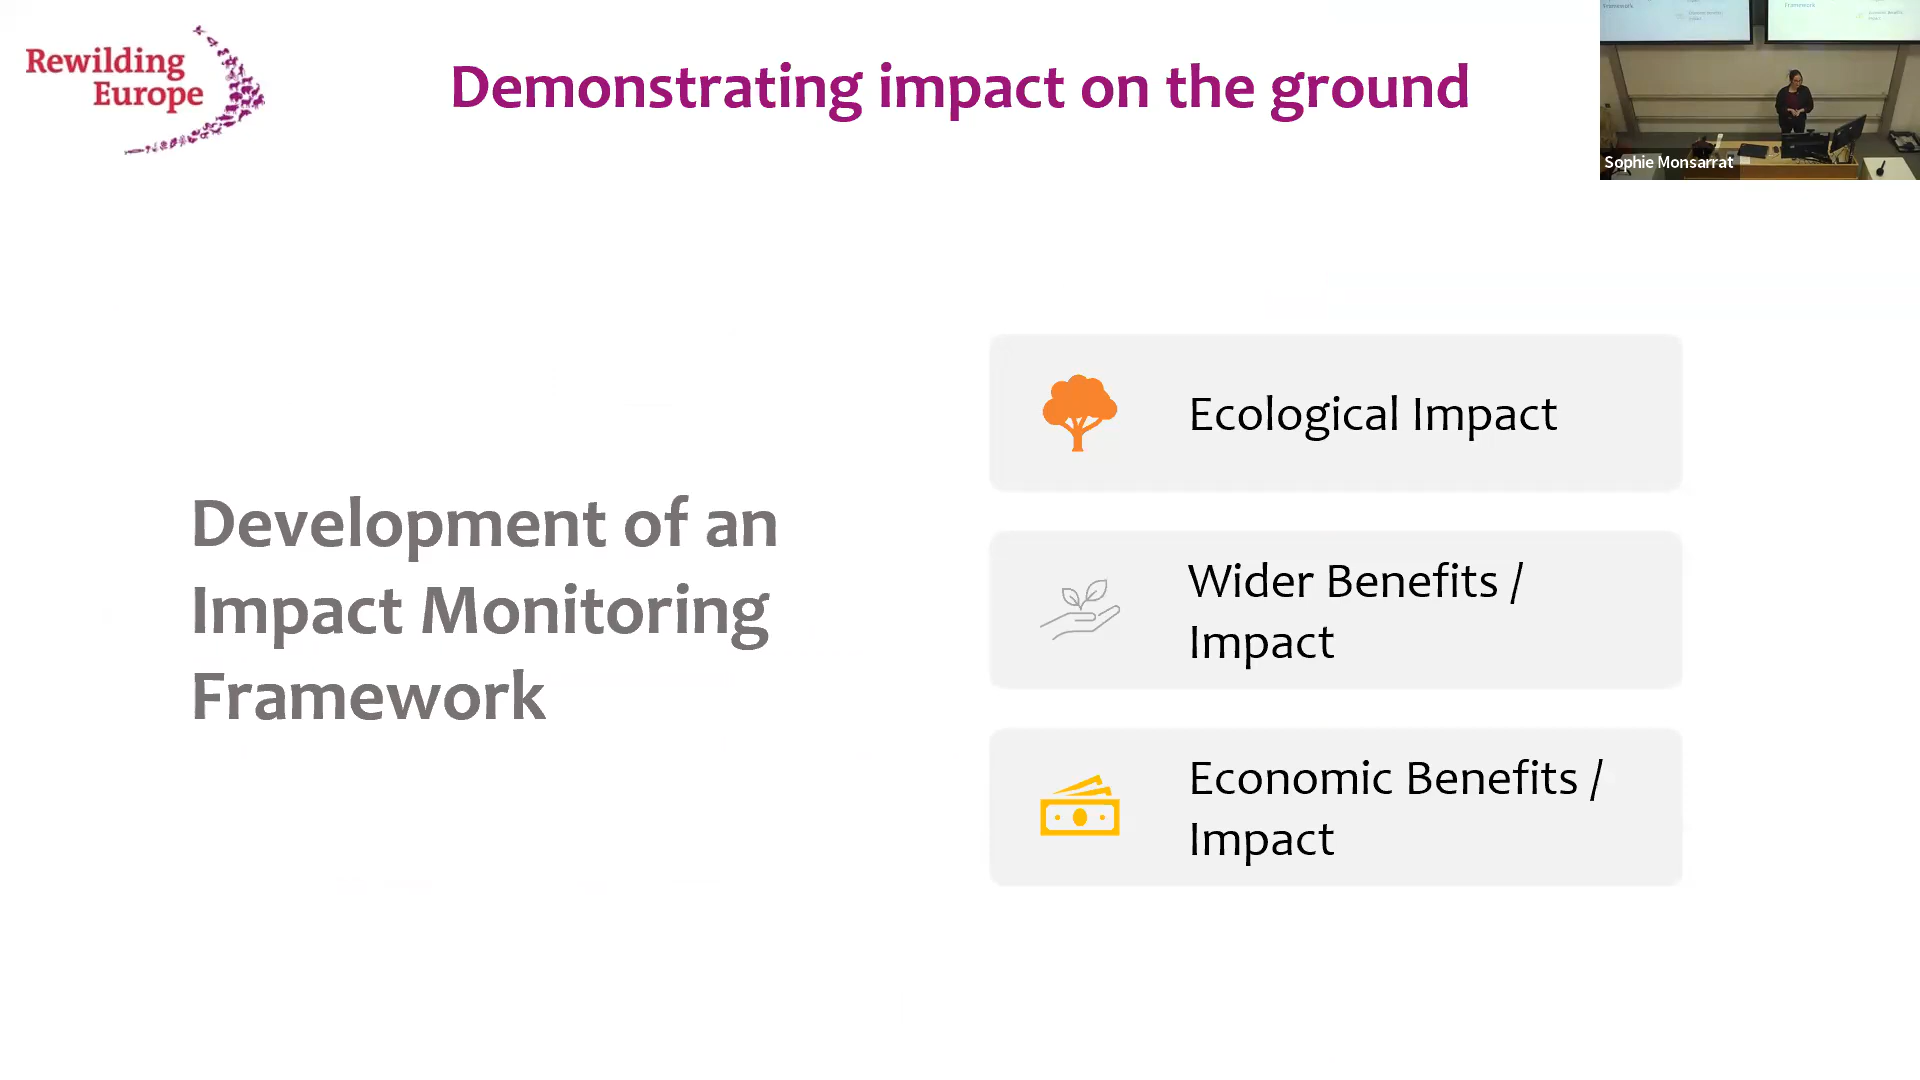 Rewilding
Europe
Demonstrating impact on the ground
Sophie Monsarrat
Development of an
Impact Monitoring
Framework
Ecological Impact
Wider Benefits /
Impact
Economic Benefits /
Impact